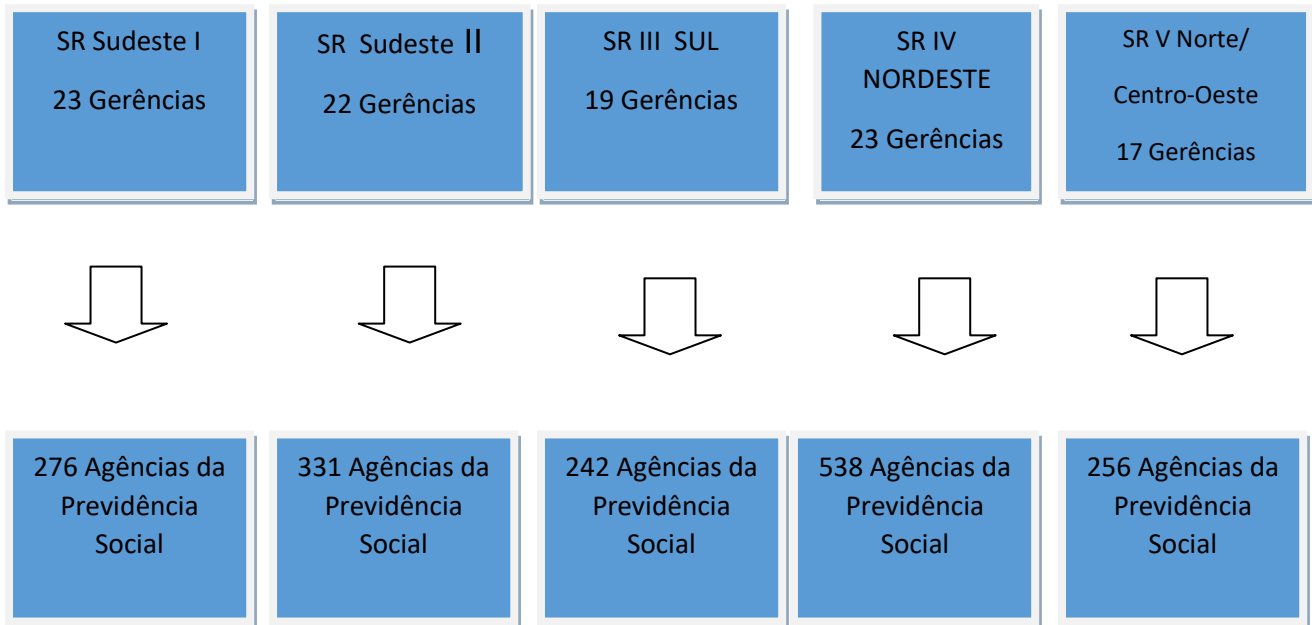 SR Sudeste I
23 Gerências
SR Sudeste II
22 Gerências
SR III SUL
19 Gerências
SR IV
NORDESTE
23 Gerências
SR V Norte/
Centro-Oeste
17 Gerências
276 Agências da
Previdência
Social
331 Agências da
Previdência
Social
242 Agências da
Previdência
Social
538 Agências da
Previdência
Social
256 Agências da
Previdência
Social